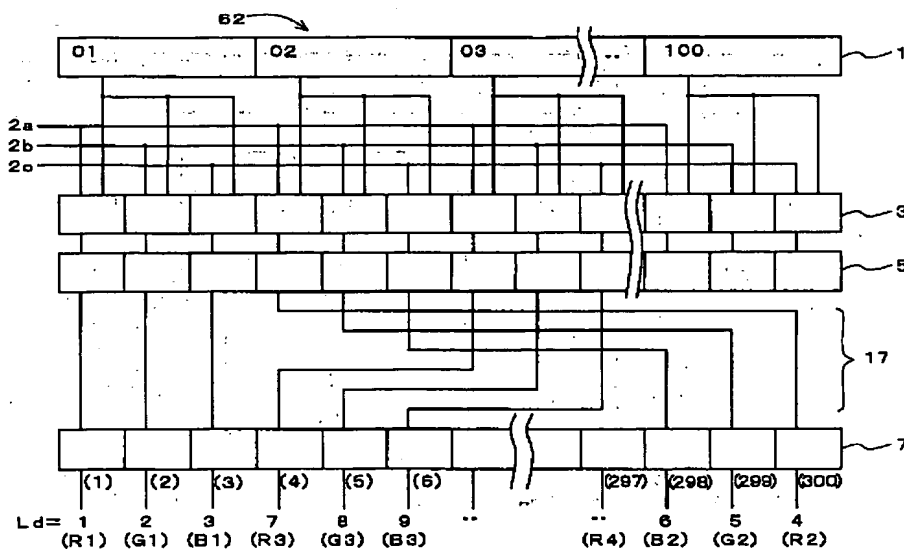 62
01 02 03 -- 100 1
2a
2b
2c
3
5
17
7
(1) (2) (3) (4) (5) (6) (297) (298) (299) (300)
Ld= 1 2 3 7 8 9 -- -- 6 5 4
(R1) (G1) (B1) (R3) (G3) (B3) (R4) (B2) (G2) (R2)